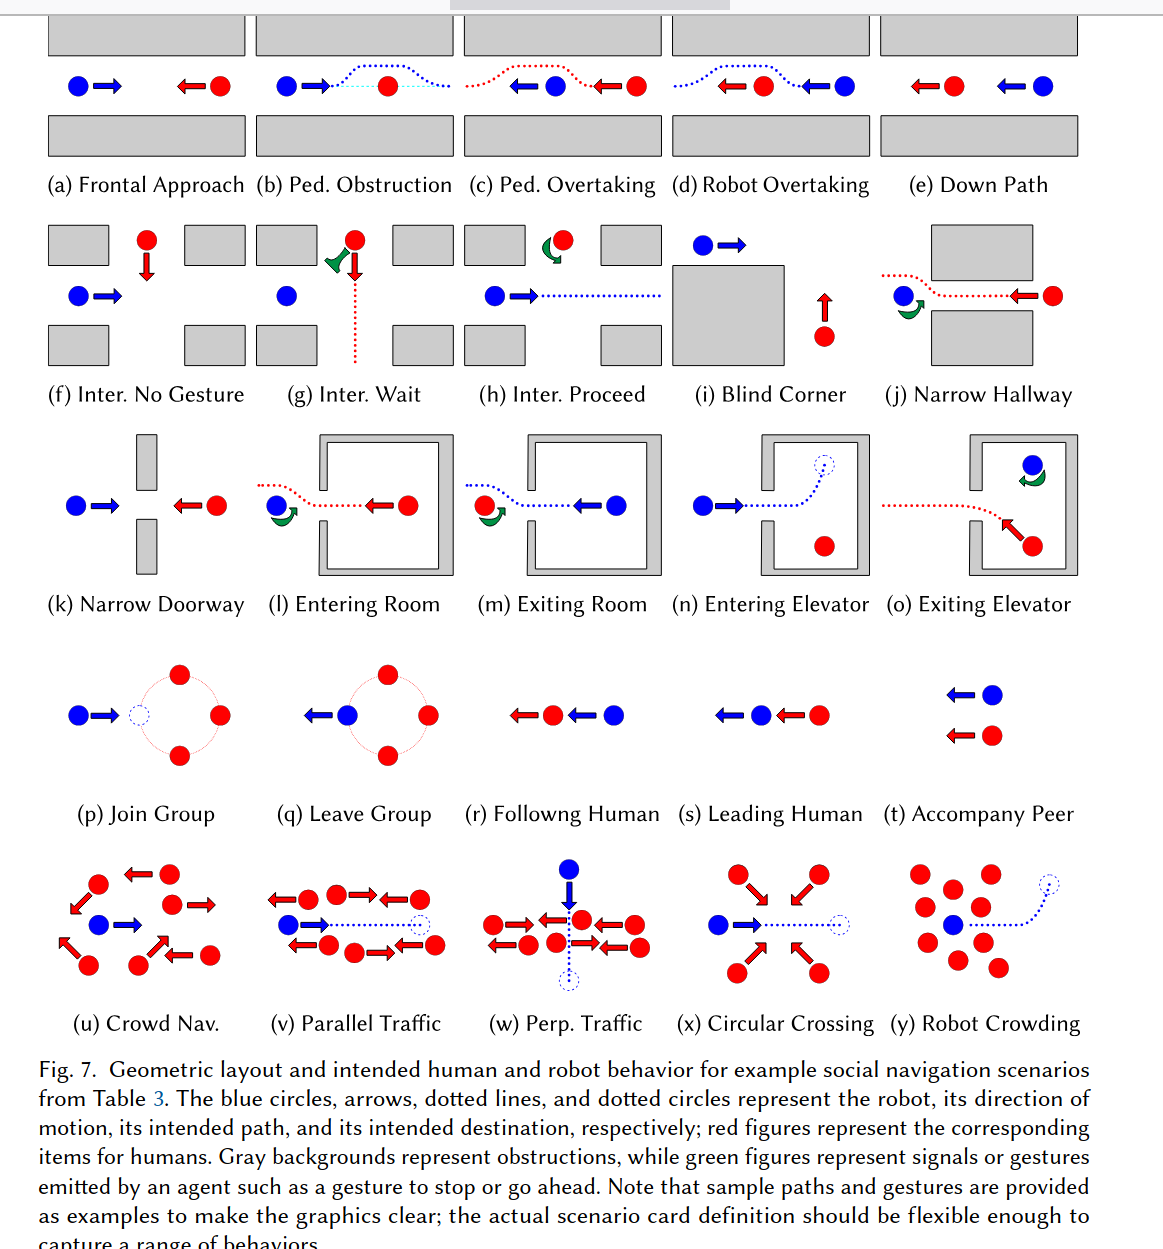 (a) Frontal Approach (b) Ped. Obstruction (c) Ped. Overtaking (d) Robot Overtaking (e) Down Path
(f) Inter. No Gesture (g) Inter. Wait (h) Inter. Proceed (i) Blind Corner (j) Narrow Hallway
(k) Narrow Doorway (l) Entering Room (m) Exiting Room (n) Entering Elevator (o) Exiting Elevator
(p) Join Group (q) Leave Group (r) Followng Human (s) Leading Human (t) Accompany Peer
(u) Crowd Nav. (v) Parallel Traffic (w) Perp. Traffic (x) Circular Crossing (y) Robot Crowding
Fig. 7. Geometric layout and intended human and robot behavior for example social navigation scenarios
from Table 3. The blue circles, arrows, dotted lines, and dotted circles represent the robot, its direction of
motion, its intended path, and its intended destination, respectively; red figures represent the corresponding
items for humans. Gray backgrounds represent obstructions, while green figures represent signals or gestures
emitted by an agent such as a gesture to stop or go ahead. Note that sample paths and gestures are provided
as examples to make the graphics clear; the actual scenario card definition should be flexible enough to
capture a range of behaviors.